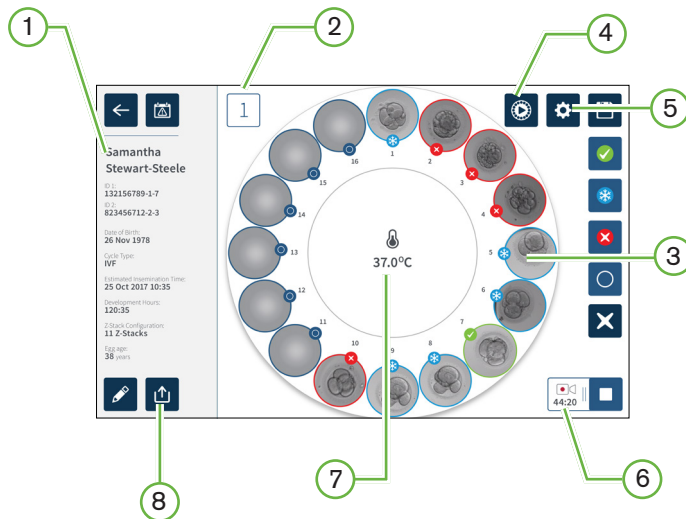 1
2
4
5
1
Samantha
Stewart-Steele
ID 1:
132156789-1-7
ID 2:
823456712-2-3
Date of Birth:
26 Nov 1978
Cycle Type:
IVF
Estimated Insemination Time:
25 Oct 2017 10:35
Development Hours:
120:35
Z-Stack Configuration:
11 Z-Stacks
Egg age:
38 years
1
2
3
4
5
6
7
8
9
10
11
12
13
14
15
16
37.0°C
3
44:20
8
7
6